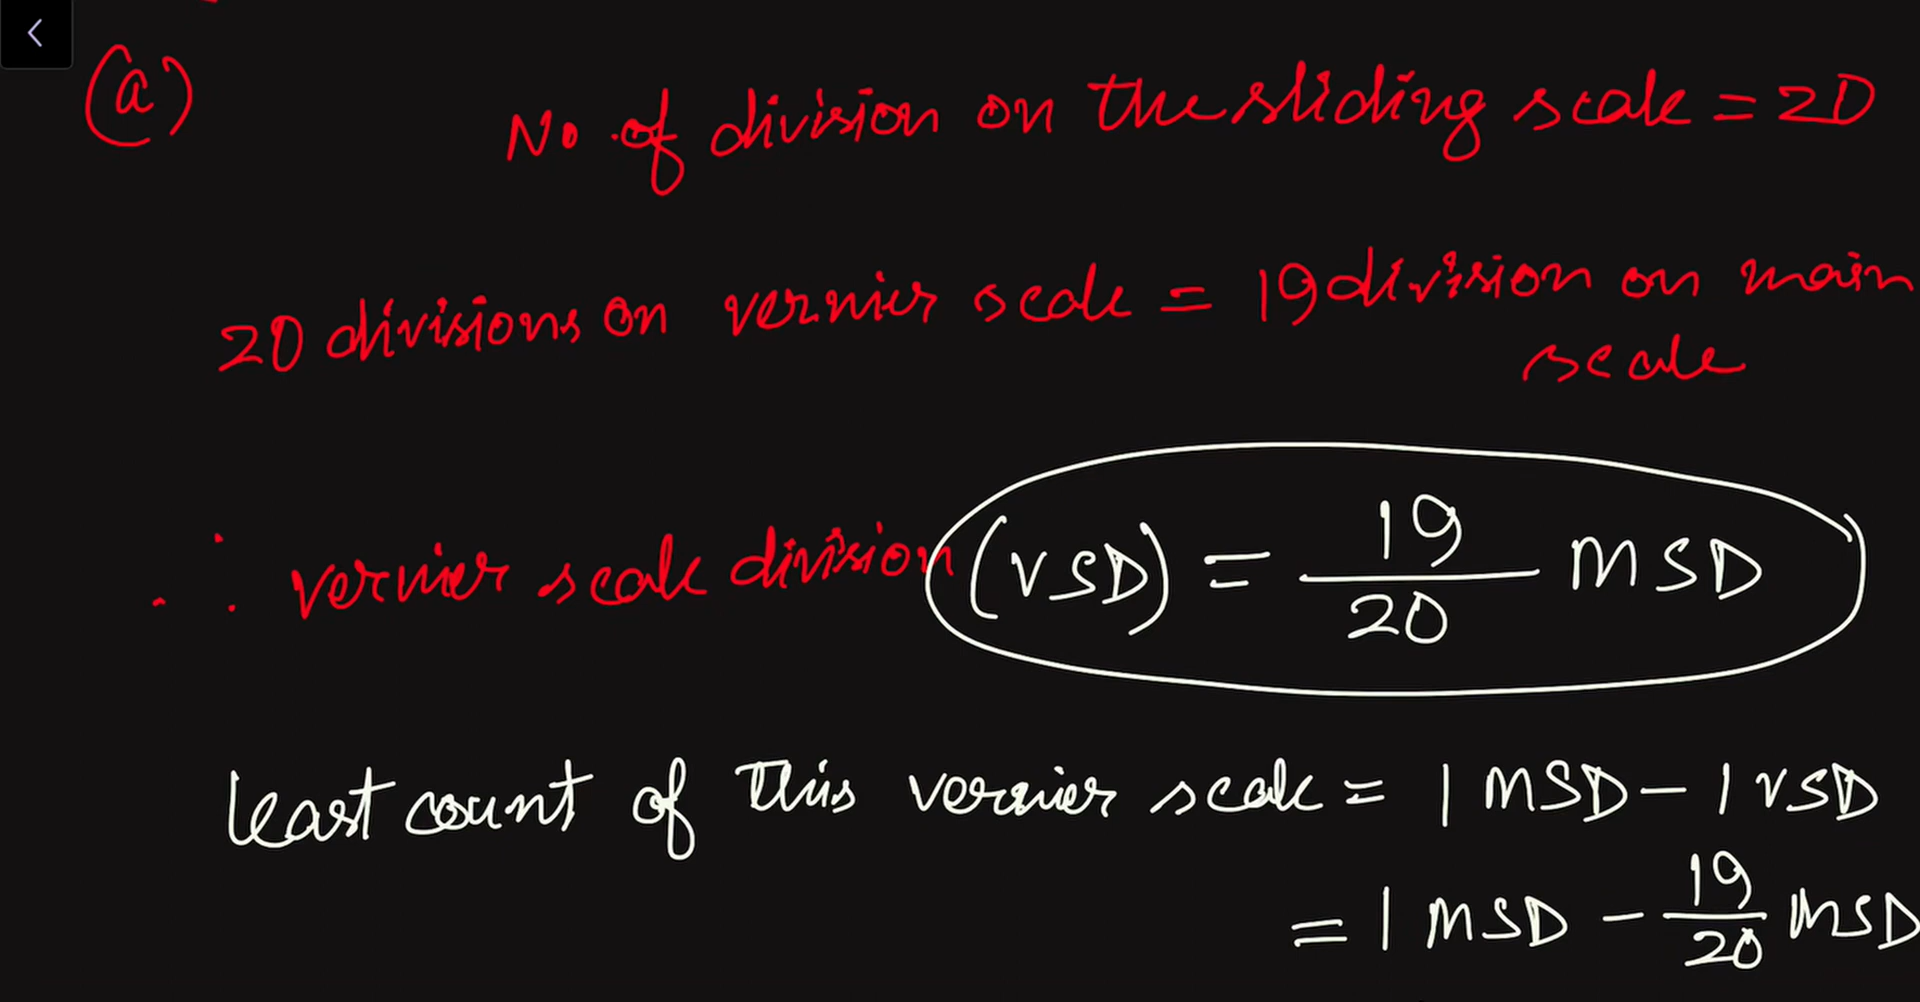 (a)
No. of division on the sliding scale = 20
20 divisions on vernier scale = 19 division on main
scale
∴ vernier scale division (VSD) = 19/20 MSD
least count of this vernier scale = 1 MSD - 1 VSD
= 1 MSD - 19/20 MSD